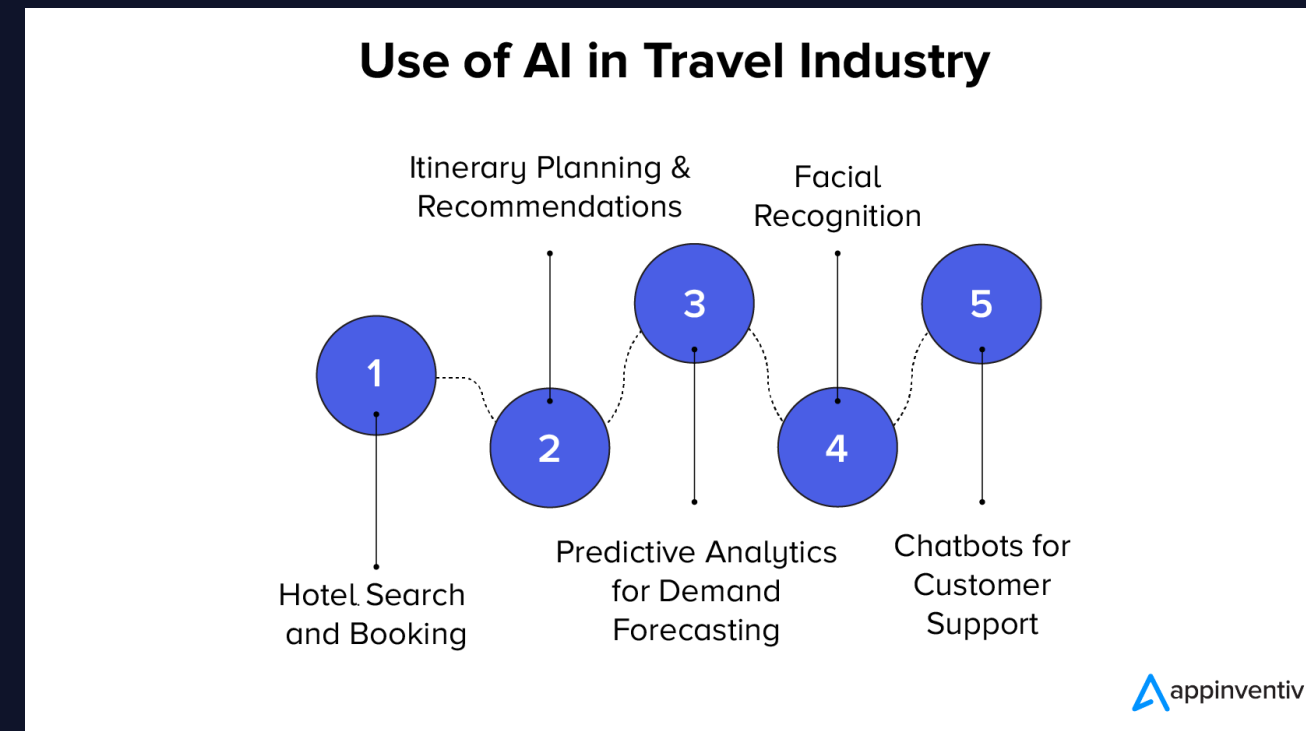 Use of AI in Travel Industry
Itinerary Planning &
Recommendations
Facial
Recognition
1
2
3
4
5
Hotel Search
and Booking
Predictive Analytics
for Demand
Forecasting
Chatbots for
Customer
Support
appinventiv